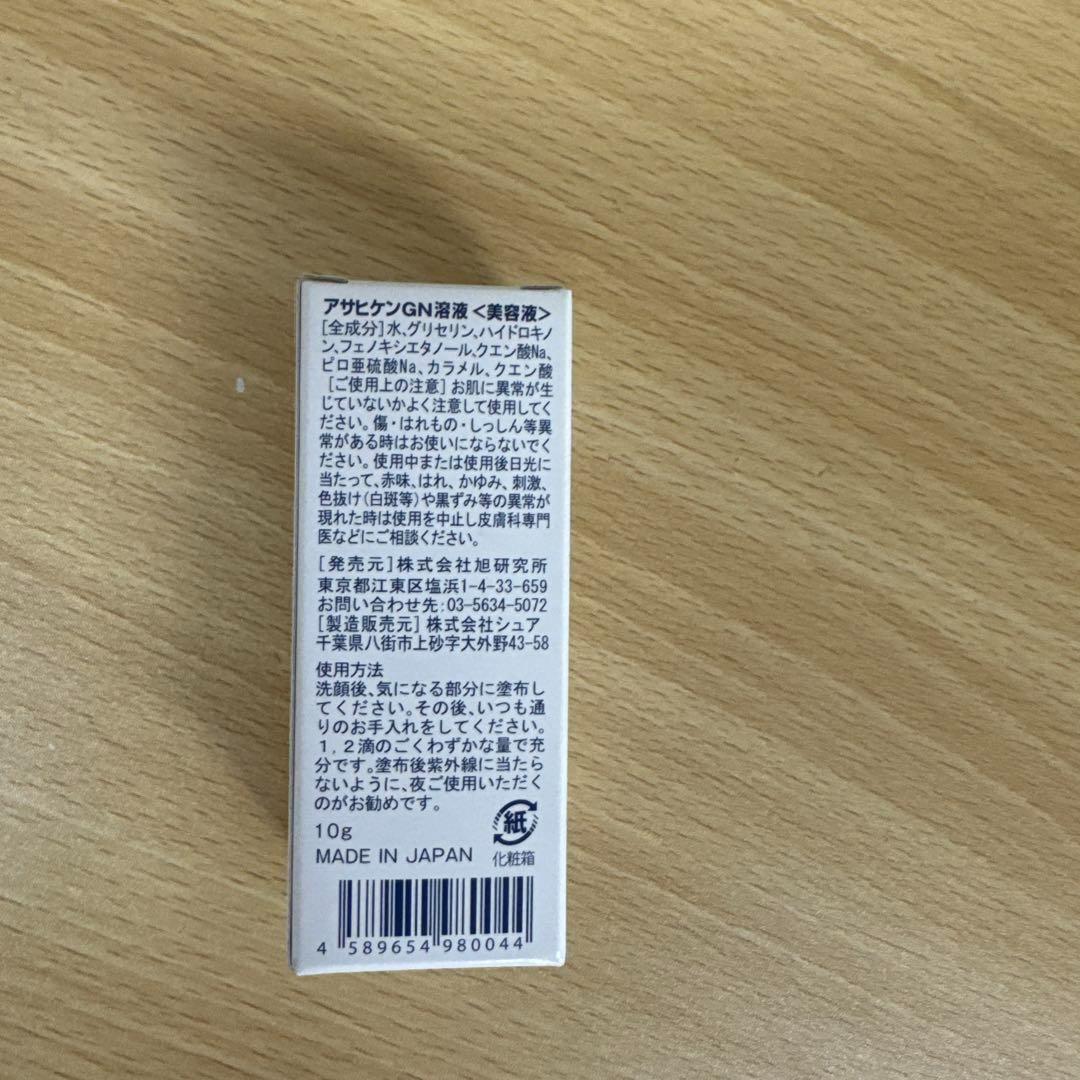 アサヒケンGN溶液<美容液>
[全成分]水、グリセリン、ハイドロキノ
ン、フェノキシエタノール、クエン酸Na、
ピロ亜硫酸Na、カラメル、クエン酸
[ご使用上の注意]お肌に異常が生
じていないかよく注意して使用してく
ださい。傷・はれもの・しっしん等異
常がある時はお使いにならないでく
ださい。使用中または使用後日光に
当たって、赤味、はれ、かゆみ、刺激、
色抜け(白斑等)や黒ずみ等の異常が
現れた時は使用を中止し皮膚科専門
医などにご相談ください。
[発売元]株式会社旭研究所
東京都江東区塩浜1-4-33-659
お問い合わせ先:03-5634-5072
[製造販売元]株式会社シュア
千葉県八街市上砂字大外野43-58
使用方法
洗顔後、気になる部分に塗布し
てください。その後、いつも通
りのお手入れをしてください。
1,2滴のごくわずかな量で充
分です。塗布後紫外線に当たら
ないように、夜ご使用いただく
のがお勧めです。
10g
MADE IN JAPAN
紙
化粧箱
4 589654 980044